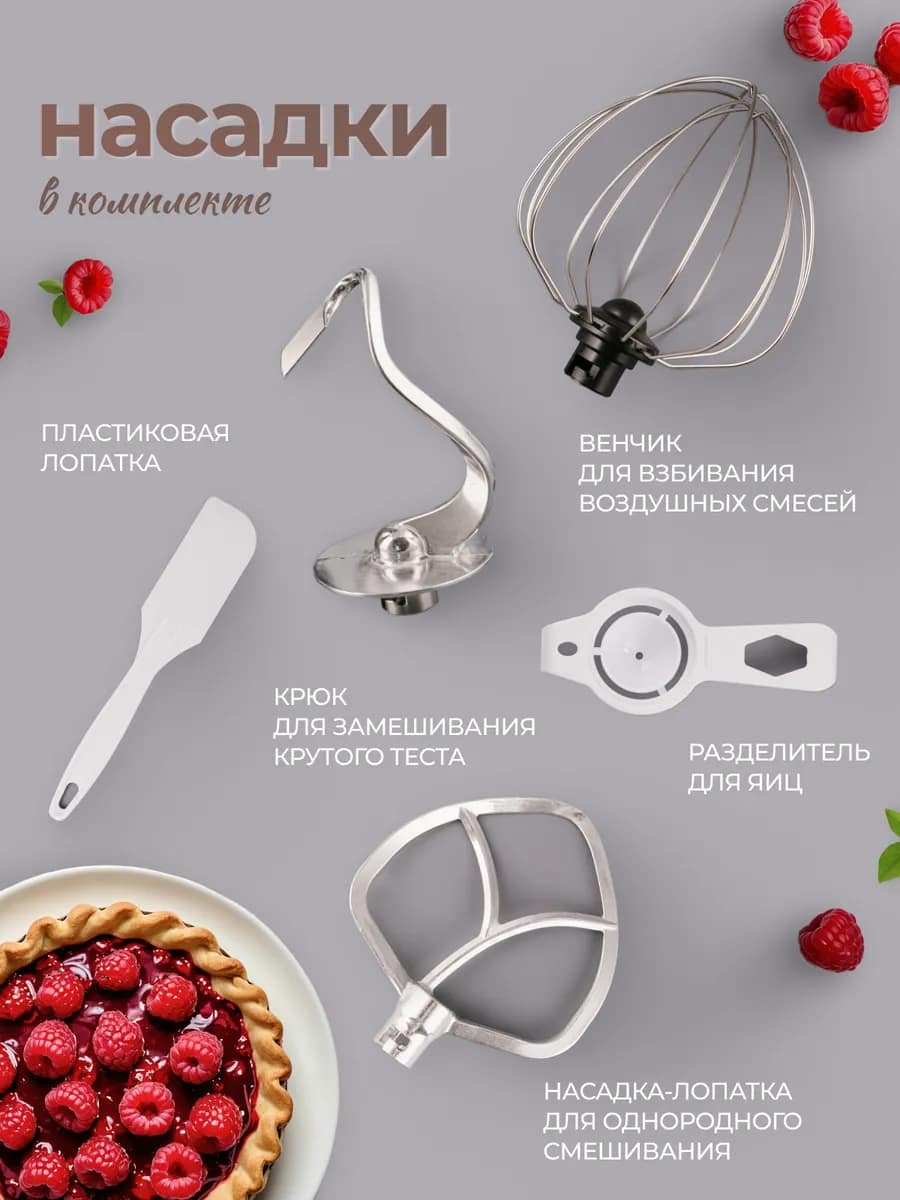 насадки
в комплекте
ПЛАСТИКОВАЯ
ЛОПАТКА
ВЕНЧИК
ДЛЯ ВЗБИВАНИЯ
ВОЗДУШНЫХ СМЕСЕЙ
КРЮК
ДЛЯ ЗАМЕШИВАНИЯ
КРУТОГО ТЕСТА
РАЗДЕЛИТЕЛЬ
ДЛЯ ЯИЦ
НАСАДКА-ЛОПАТКА
ДЛЯ ОДНОРОДНОГО
СМЕШИВАНИЯ